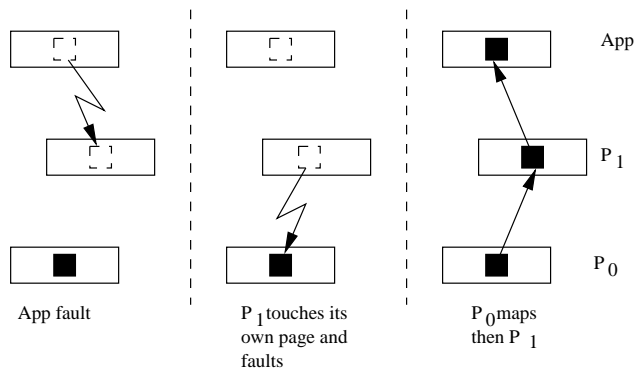 App
P 1
P 0
App fault
P 1 touches its
own page and
faults
P 0 maps
then P 1